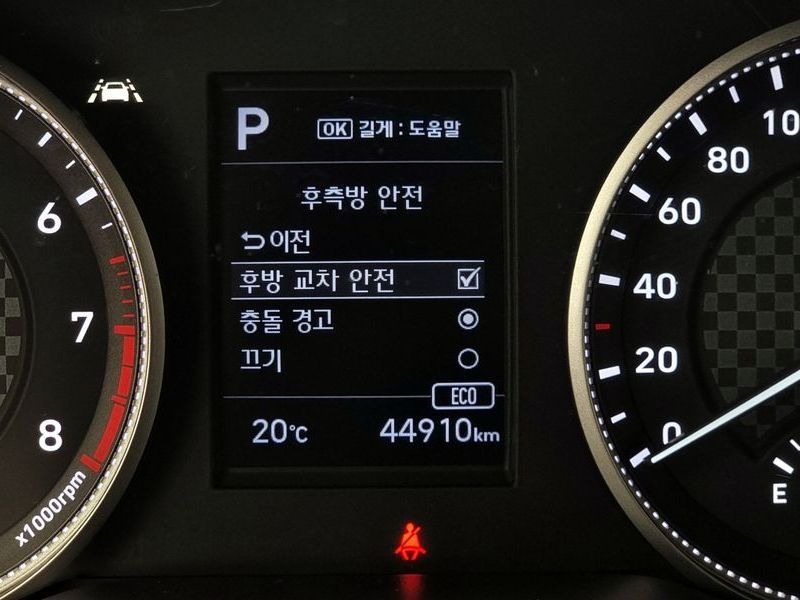 P
OK 길게 : 도움말
후측방 안전
이전
후방 교차 안전
충돌 경고
끄기
ECO
20℃ 44910km
6
7
8
x1000rpm
100
80
60
40
20
0
E